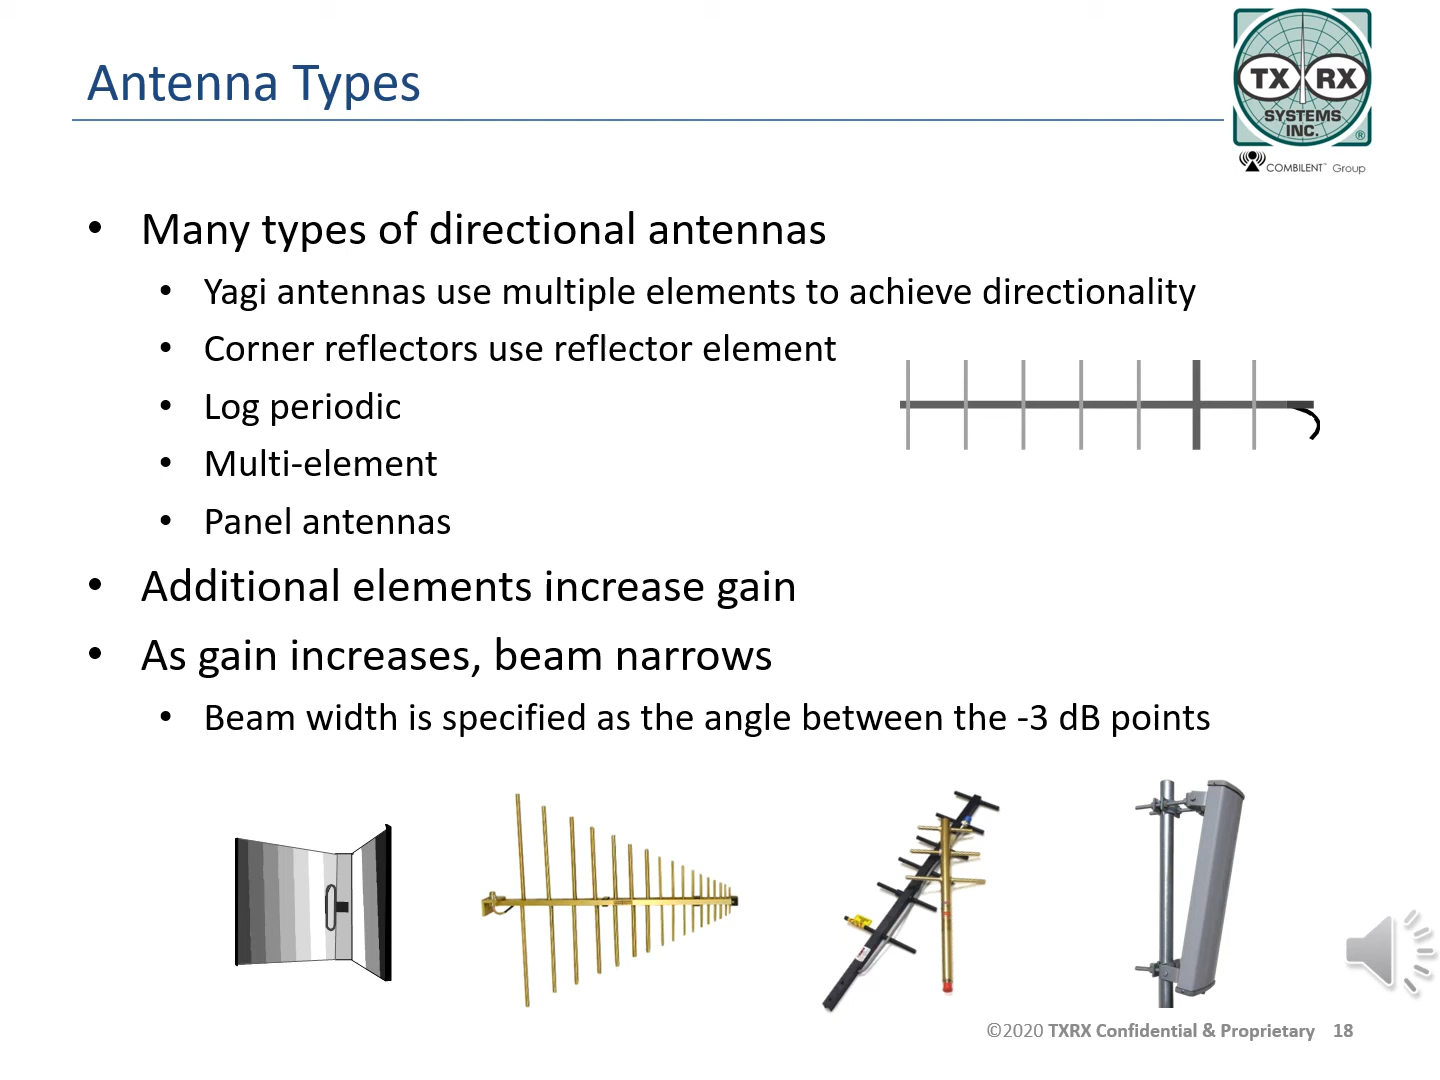 Antenna Types
TX RX
SYSTEMS
INC.
®
COMBILENT™ Group
• Many types of directional antennas
• Yagi antennas use multiple elements to achieve directionality
• Corner reflectors use reflector element
• Log periodic
• Multi-element
• Panel antennas
• Additional elements increase gain
• As gain increases, beam narrows
• Beam width is specified as the angle between the -3 dB points
©2020 TXRX Confidential & Proprietary 18